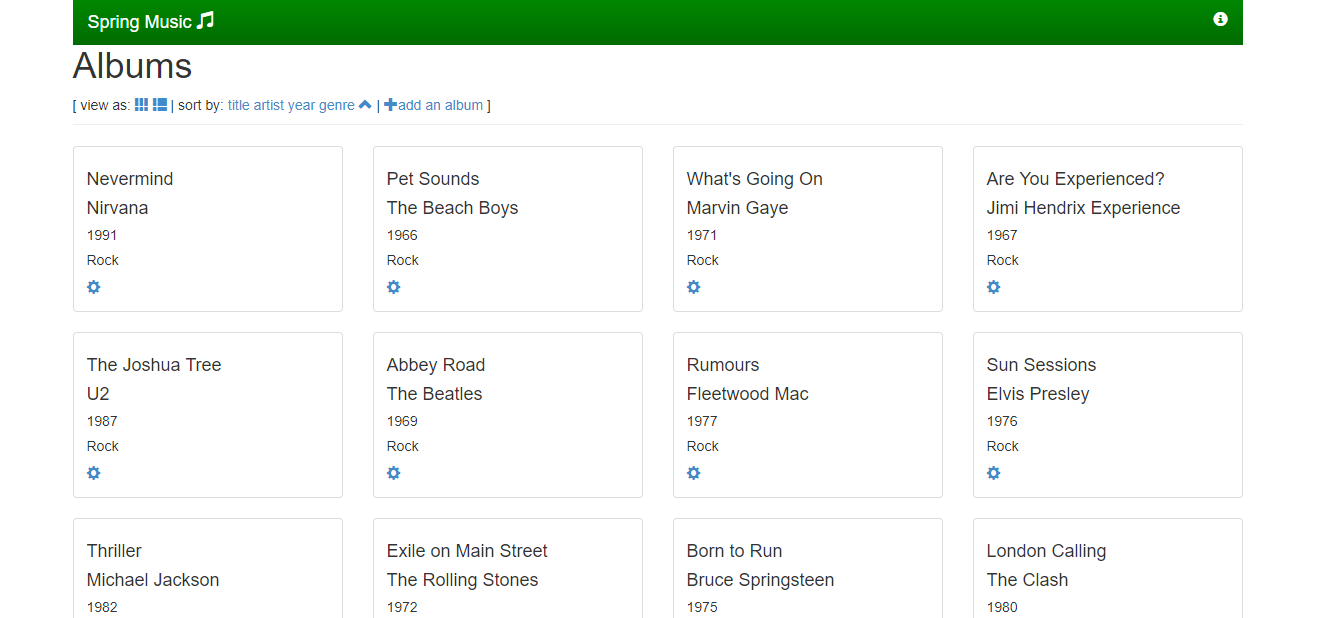 Spring Music
Albums
[ view as: | sort by: title artist year genre | add an album ]
Nevermind
Nirvana
1991
Rock
Pet Sounds
The Beach Boys
1966
Rock
What's Going On
Marvin Gaye
1971
Rock
Are You Experienced?
Jimi Hendrix Experience
1967
Rock
The Joshua Tree
U2
1987
Rock
Abbey Road
The Beatles
1969
Rock
Rumours
Fleetwood Mac
1977
Rock
Sun Sessions
Elvis Presley
1976
Rock
Thriller
Michael Jackson
1982
Exile on Main Street
The Rolling Stones
1972
Born to Run
Bruce Springsteen
1975
London Calling
The Clash
1980